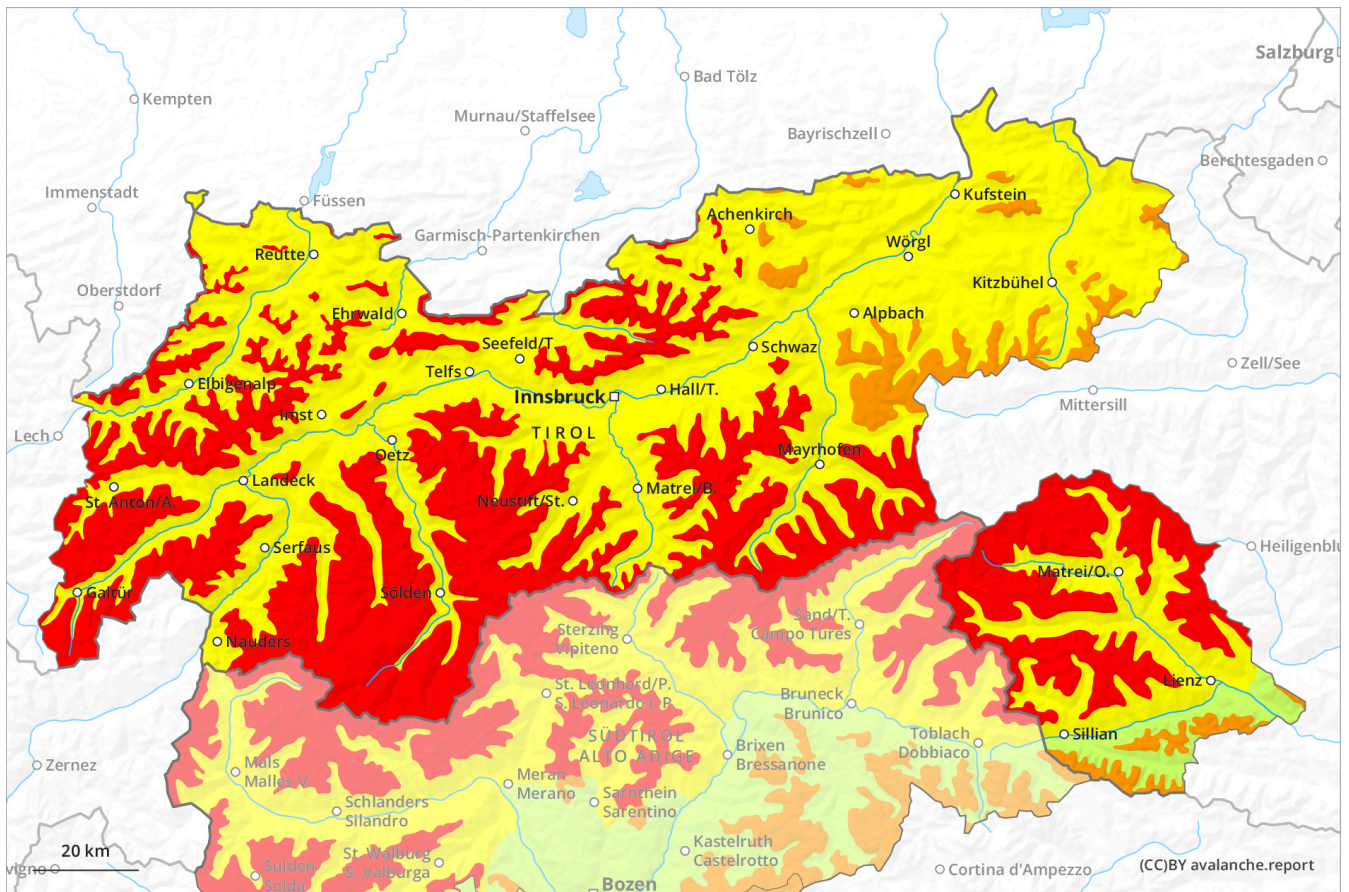 Salzburg
Bad Tölz
Kempten
Murnau/Staffelsee
Bayrischzell
Berchtesgaden
Immenstadt
Füssen
Kufstein
Achenkirch
Garmisch-Partenkirchen
Wörgl
Reutte
Kitzbühel
Oberstdorf
Ehrwald
Alpbach
Seefeld/T.
Schwaz
Zell/See
Telfs
Elbigenalp
Hall/T.
Innsbruck
Mittersill
Imst
Lech
TIROL
Mayrhofen
Oetz
Landeck
Matrei/B.
St. Anton/A.
Neustift/St.
Serfaus
Heiligenblu
Matrei/O.
Galtür
Sölden
Sand/T.
Campo Tures
Nauders
Sterzing
Vipiteno
Lienz
St. Leonhard/P.
S. Leonardo I. P.
Bruneck
Brunico
Sillian
SÜDTIROL
ALTO ADIGE
Toblach
Dobbiaco
Brixen
Bressanone
Zernez
Mals
Malles V.
Meran
Merano
Sarnthein
Sarentino
Schlanders
Silandro
Kastelruth
Castelrotto
20 km
St. Walburg
S. Valburga
(CC)BY avalanche.report
vigno
Cortina d'Ampezzo
Sulden
Solda
Bozen